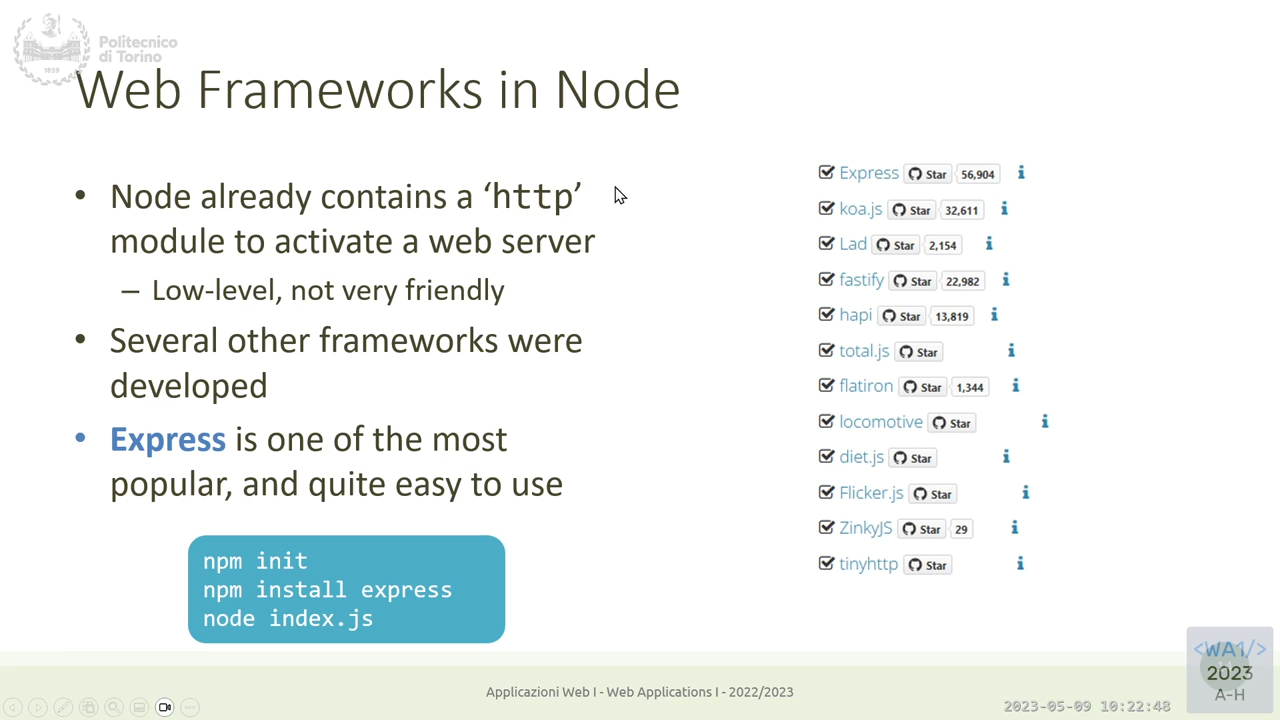 Politecnico
di Torino
1859
Web Frameworks in Node
• Node already contains a ‘http’
module to activate a web server
– Low-level, not very friendly
• Several other frameworks were
developed
• Express is one of the most
popular, and quite easy to use
npm init
npm install express
node index.js
Express Star 56,904
koa.js Star 32,611
Lad Star 2,154
fastify Star 22,982
hapi Star 13,819
total.js Star
flatiron Star 1,344
locomotive Star
diet.js Star
Flicker.js Star
ZinkyJS Star 29
tinyhttp Star
Applicazioni Web I - Web Applications I - 2022/2023
<WA1/>
2023
A-H
2023-05-09 10:22:48